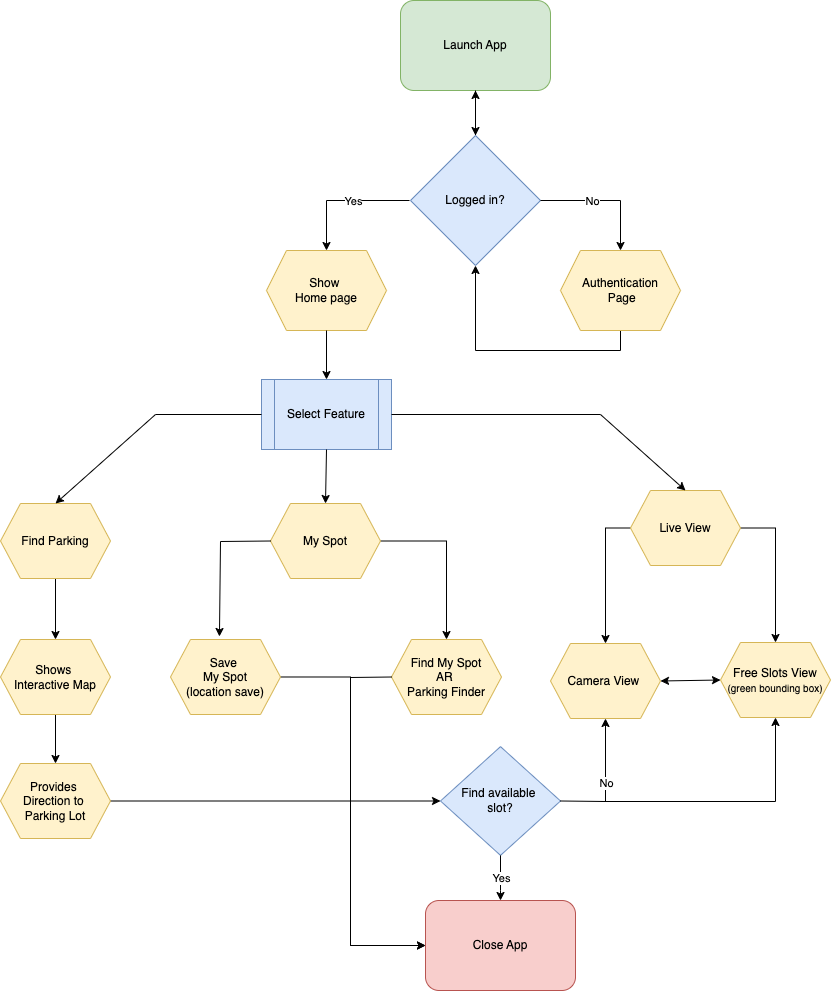 Launch App
Logged in?
Yes
No
Show
Home page
Authentication
Page
Select Feature
Find Parking
My Spot
Live View
Shows
Interactive Map
Save
My Spot
(location save)
Find My Spot
AR
Parking Finder
Camera View
Free Slots View
(green bounding box)
Provides
Direction to
Parking Lot
Find available
slot?
No
Yes
Close App